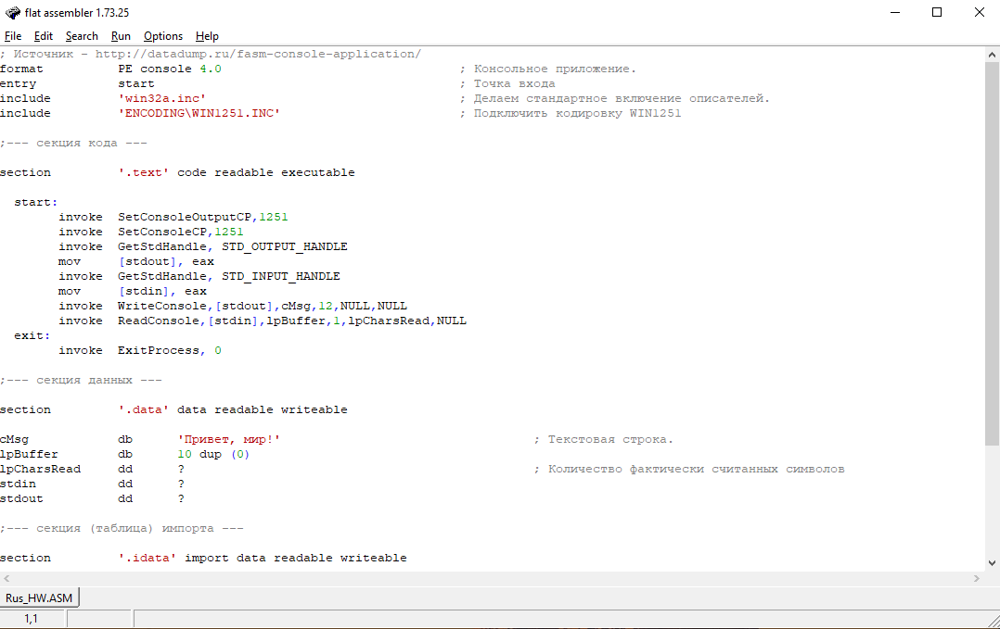 flat assembler 1.73.25
File Edit Search Run Options Help
; Источник - http://datadump.ru/fasm-console-application/
format PE console 4.0 ; Консольное приложение.
entry start ; Точка входа
include 'win32a.inc' ; Делаем стандартное включение описателей.
include 'ENCODING\WIN1251.INC' ; Подключить кодировку WIN1251
;--- секция кода ---
section '.text' code readable executable
start:
invoke SetConsoleOutputCP,1251
invoke SetConsoleCP,1251
invoke GetStdHandle, STD_OUTPUT_HANDLE
mov [stdout], eax
invoke GetStdHandle, STD_INPUT_HANDLE
mov [stdin], eax
invoke WriteConsole,[stdout],cMsg,12,NULL,NULL
invoke ReadConsole,[stdin],lpBuffer,1,lpCharsRead,NULL
exit:
invoke ExitProcess, 0
;--- секция данных ---
section '.data' data readable writeable
cMsg db 'Привет, мир!' ; Текстовая строка.
lpBuffer db 10 dup (0)
lpCharsRead dd ? ; Количество фактически считанных символов
stdin dd ?
stdout dd ?
;--- секция (таблица) импорта ---
section '.idata' import data readable writeable
Rus_HW.ASM
1,1